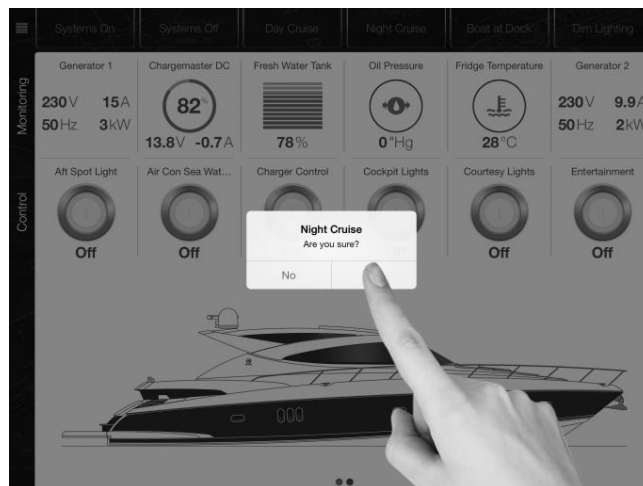 Systems On
Systems Off
Day Cruise
Night Cruise
Boat at Dock
Dim Lighting
Monitoring
Generator 1
230V 15A
50Hz 3kW
Chargemaster DC
82%
13.8V -0.7A
Fresh Water Tank
78%
Oil Pressure
0"Hg
Fridge Temperature
28°C
Generator 2
230V 9.9A
50Hz 2kW
Control
Aft Spot Light
Off
Air Con Sea Wat...
Off
Charger Control
Cockpit Lights
Courtesy Lights
Off
Entertainment
Off
Night Cruise
Are you sure?
No